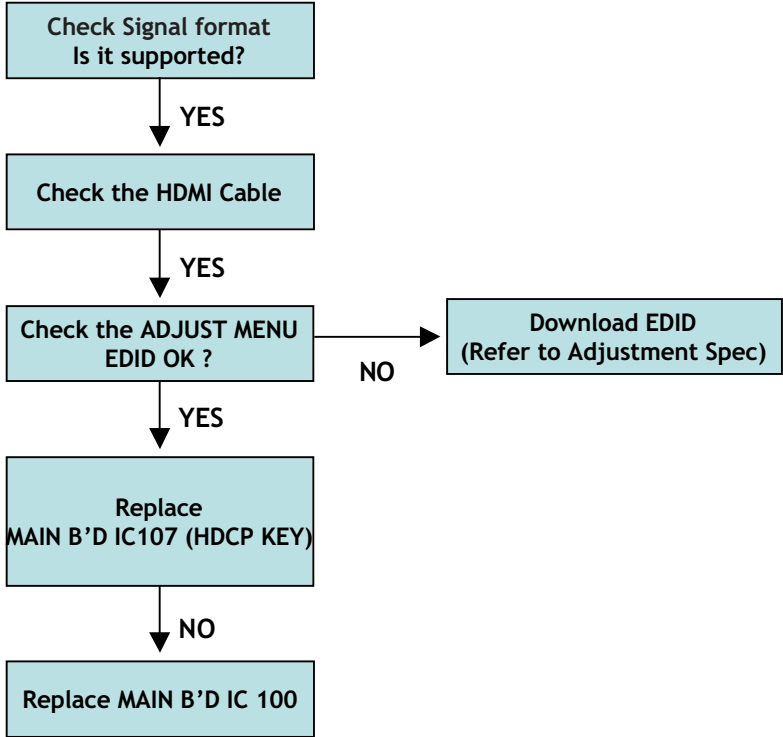 Check Signal format
Is it supported?
YES
Check the HDMI Cable
YES
Check the ADJUST MENU
EDID OK ?
NO
Download EDID
(Refer to Adjustment Spec)
YES
Replace
MAIN B’D IC107 (HDCP KEY)
NO
Replace MAIN B’D IC 100